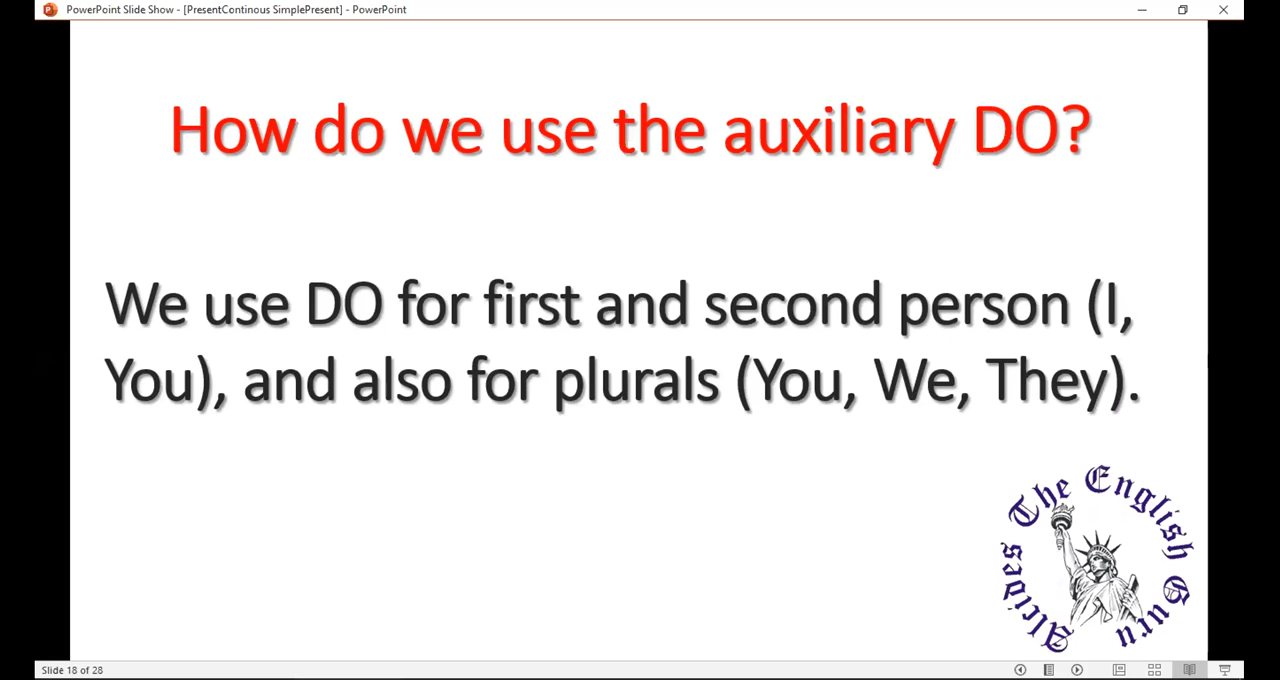 PowerPoint Slide Show - [PresentContinous SimplePresent] - PowerPoint
How do we use the auxiliary DO?
We use DO for first and second person (I,
You), and also for plurals (You, We, They).
Alcides The English Guru
Slide 18 of 28